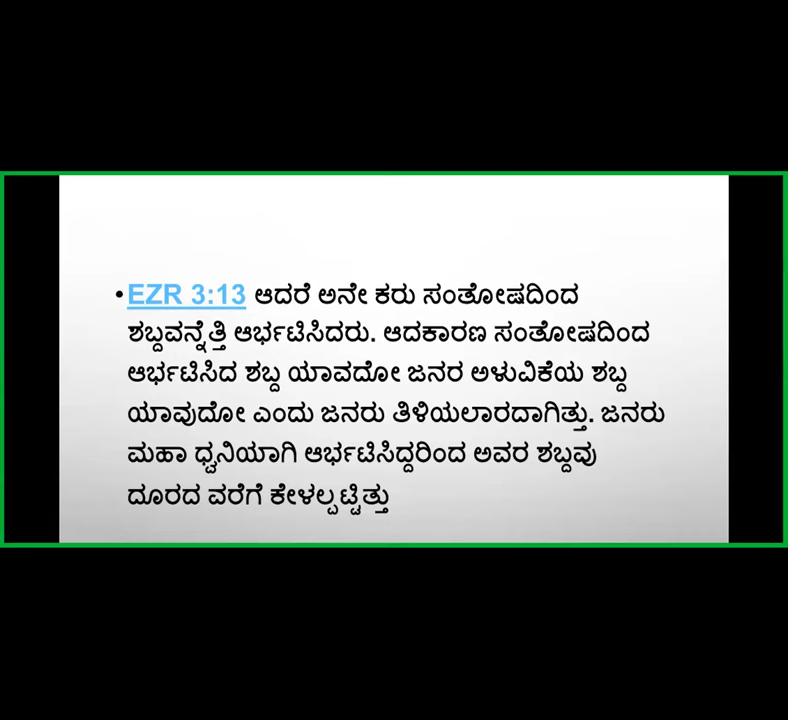 •EZR 3:13 ಆದರೆ ಅನೇ ಕರು ಸಂತೋಷದಿಂದ
ಶಬ್ದವನ್ನೆತ್ತಿ ಆರ್ಭಟಿಸಿದರು. ಆದಕಾರಣ ಸಂತೋಷದಿಂದ
ಆರ್ಭಟಿಸಿದ ಶಬ್ದ ಯಾವದೋ ಜನರ ಅಳುವಿಕೆಯ ಶಬ್ದ
ಯಾವುದೋ ಎಂದು ಜನರು ತಿಳಿಯಲಾರದಾಗಿತ್ತು. ಜನರು
ಮಹಾ ಧ್ವನಿಯಾಗಿ ಆರ್ಭಟಿಸಿದ್ದರಿಂದ ಅವರ ಶಬ್ದವು
ದೂರದ ವರೆಗೆ ಕೇಳಲ್ಪಟ್ಟಿತ್ತು